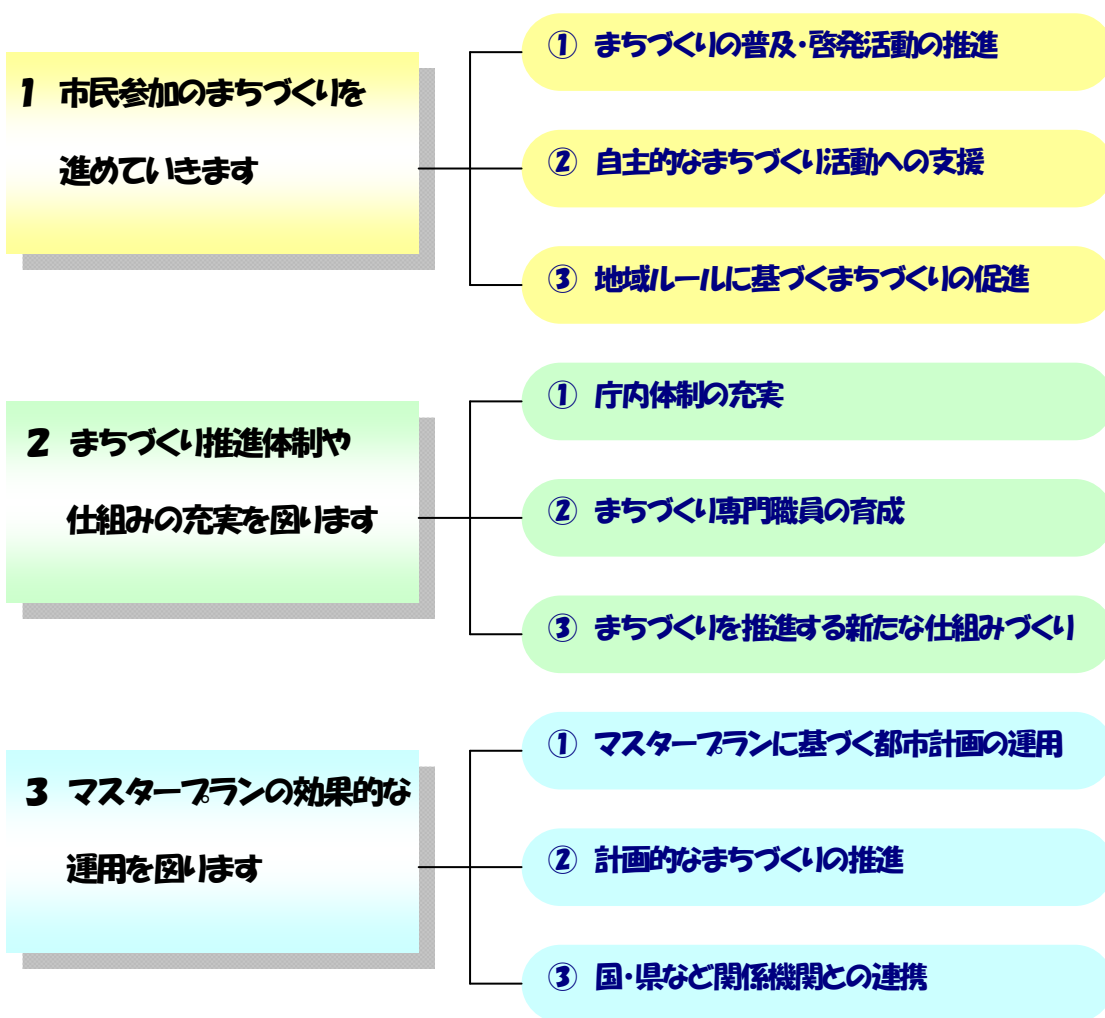 1 市民参加のまちづくりを
進めていきます
① まちづくりの普及・啓発活動の推進
② 自主的なまちづくり活動への支援
③ 地域ルールに基づくまちづくりの促進
2 まちづくり推進体制や
仕組みの充実を図ります
① 庁内体制の充実
② まちづくり専門職員の育成
③ まちづくりを推進する新たな仕組みづくり
3 マスタープランの効果的な
運用を図ります
① マスタープランに基づく都市計画の運用
② 計画的なまちづくりの推進
③ 国・県など関係機関との連携